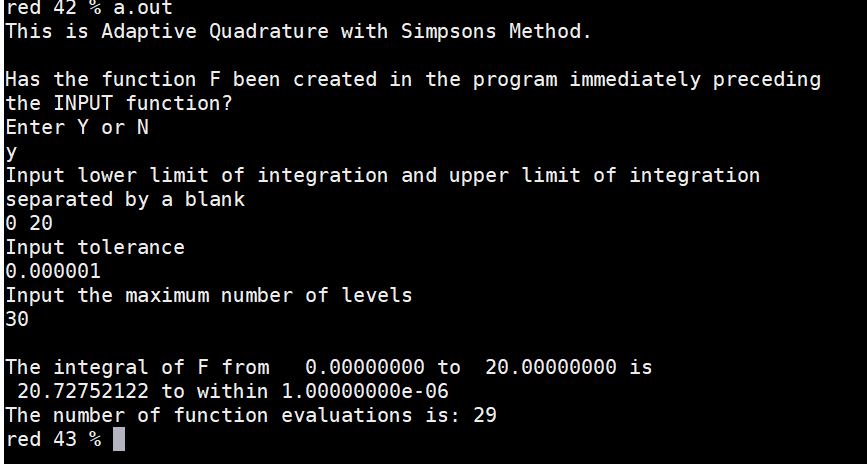 red 42 % a.out
This is Adaptive Quadrature with Simpsons Method.
Has the function F been created in the program immediately preceding
the INPUT function?
Enter Y or N
y
Input lower limit of integration and upper limit of integration
separated by a blank
0 20
Input tolerance
0.000001
Input the maximum number of levels
30
The integral of F from   0.00000000 to  20.00000000 is
 20.72752122 to within 1.00000000e-06
The number of function evaluations is: 29
red 43 %